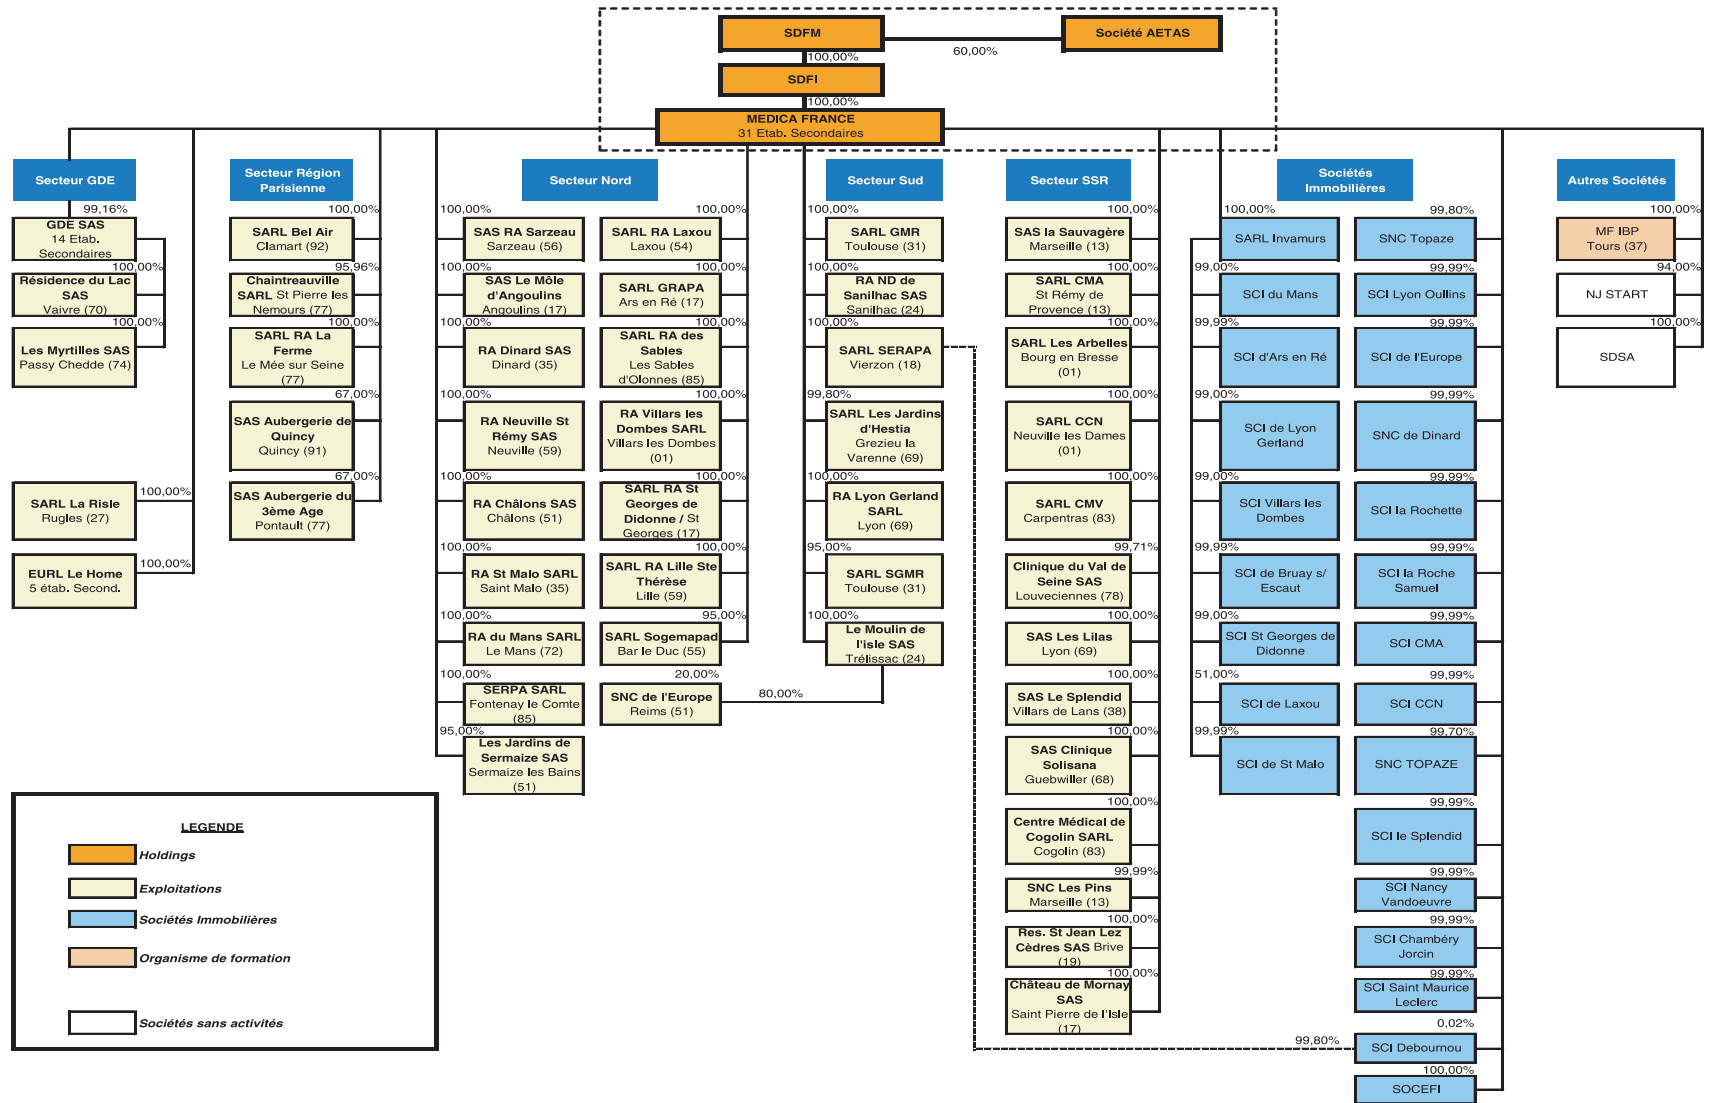 SDFM
Société AETAS
60,00%
100,00%
SDFI
100,00%
MEDICA FRANCE
31 Etab. Secondaires
Secteur GDE
99,16%
GDE SAS
14 Etab.
Secondaires
100,00%
Résidence du Lac
SAS
Vaivre (70)
100,00%
Les Myrtilles SAS
Passy Chedde (74)
SARL La Risle
Rugles (27)
100,00%
EURL Le Home
5 étab. Second.
100,00%
Secteur Région
Parisienne
100,00%
SARL Bel Air
Clamart (92)
95,96%
Chaintreauville
SARL St Pierre les
Nemours (77)
100,00%
SARL RA La
Ferme
Le Mée sur Seine
(77)
67,00%
SAS Aubergerie de
Quincy
Quincy (91)
67,00%
SAS Aubergerie du
3ème Age
Pontault (77)
Secteur Nord
100,00%
SAS RA Sarzeau
Sarzeau (56)
100,00%
SAS Le Môle
d'Angoulins
Angoulins (17)
100,00%
RA Dinard SAS
Dinard (35)
100,00%
RA Neuville St
Rémy SAS
Neuville (59)
100,00%
RA Châlons SAS
Châlons (51)
100,00%
RA St Malo SARL
Saint Malo (35)
100,00%
RA du Mans SARL
Le Mans (72)
100,00%
SERPA SARL
Fontenay le Comte
(85)
95,00%
Les Jardins de
Sermaize SAS
Sermaize les Bains
(51)
100,00%
SARL RA Laxou
Laxou (54)
100,00%
SARL GRAPA
Ars en Ré (17)
100,00%
SARL RA des
Sables
Les Sables
d'Olonnes (85)
100,00%
RA Villars les
Dombes SARL
Villars les Dombes
(01)
100,00%
SARL RA St
Georges de
Didonne / St
Georges (17)
100,00%
SARL RA Lille Ste
Thérèse
Lille (59)
95,00%
SARL Sogemapad
Bar le Duc (55)
20,00%
SNC de l'Europe
Reims (51)
80,00%
Secteur Sud
100,00%
SARL GMR
Toulouse (31)
100,00%
RA ND de
Sanilhac SAS
Sanilhac (24)
100,00%
SARL SERAPA
Vierzon (18)
99,80%
SARL Les Jardins
d'Hestia
Grezieu la
Varenne (69)
100,00%
RA Lyon Gerland
SARL
Lyon (69)
95,00%
SARL SGMR
Toulouse (31)
100,00%
Le Moulin de
l'isle SAS
Trélissac (24)
Secteur SSR
100,00%
SAS la Sauvagère
Marseille (13)
100,00%
SARL CMA
St Rémy de
Provence (13)
100,00%
SARL Les Arbelles
Bourg en Bresse
(01)
100,00%
SARL CCN
Neuville les Dames
(01)
100,00%
SARL CMV
Carpentras (83)
99,71%
Clinique du Val de
Seine SAS
Louveciennes (78)
100,00%
SAS Les Lilas
Lyon (69)
100,00%
SAS Le Splendid
Villars de Lans (38)
100,00%
SAS Clinique
Solisana
Guebwiller (68)
100,00%
Centre Médical de
Cogolin SARL
Cogolin (83)
99,99%
SNC Les Pins
Marseille (13)
100,00%
Res. St Jean Lez
Cèdres SAS Brive
(19)
100,00%
Château de Mornay
SAS
Saint Pierre de l'Isle
(17)
Sociétés
Immobilières
100,00%
SARL Invamurs
99,00%
SCI du Mans
99,99%
SCI d'Ars en Ré
99,00%
SCI de Lyon
Gerland
99,00%
SCI Villars les
Dombes
99,99%
SCI de Bruay s/
Escaut
99,00%
SCI St Georges de
Didonne
51,00%
SCI de Laxou
99,99%
SCI de St Malo
99,80%
SNC Topaze
99,99%
SCI Lyon Oullins
99,99%
SCI de l'Europe
99,99%
SNC de Dinard
99,99%
SCI la Rochette
99,99%
SCI la Roche
Samuel
99,99%
SCI CMA
99,99%
SCI CCN
99,70%
SNC TOPAZE
99,99%
SCI le Splendid
99,99%
SCI Nancy
Vandoeuvre
99,99%
SCI Chambéry
Jorcin
99,99%
SCI Saint Maurice
Leclerc
0,02%
99,80%
SCI Debournou
100,00%
SOCEFI
Autres Sociétés
100,00%
MF IBP
Tours (37)
94,00%
NJ START
100,00%
SDSA
LEGENDE
Holdings
Exploitations
Sociétés Immobilières
Organisme de formation
Sociétés sans activités